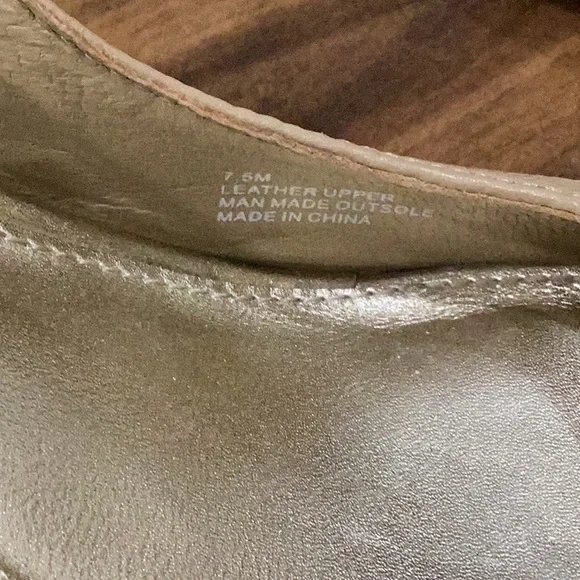 7.5M
LEATHER UPPER
MAN MADE OUTSOLE
MADE IN CHINA